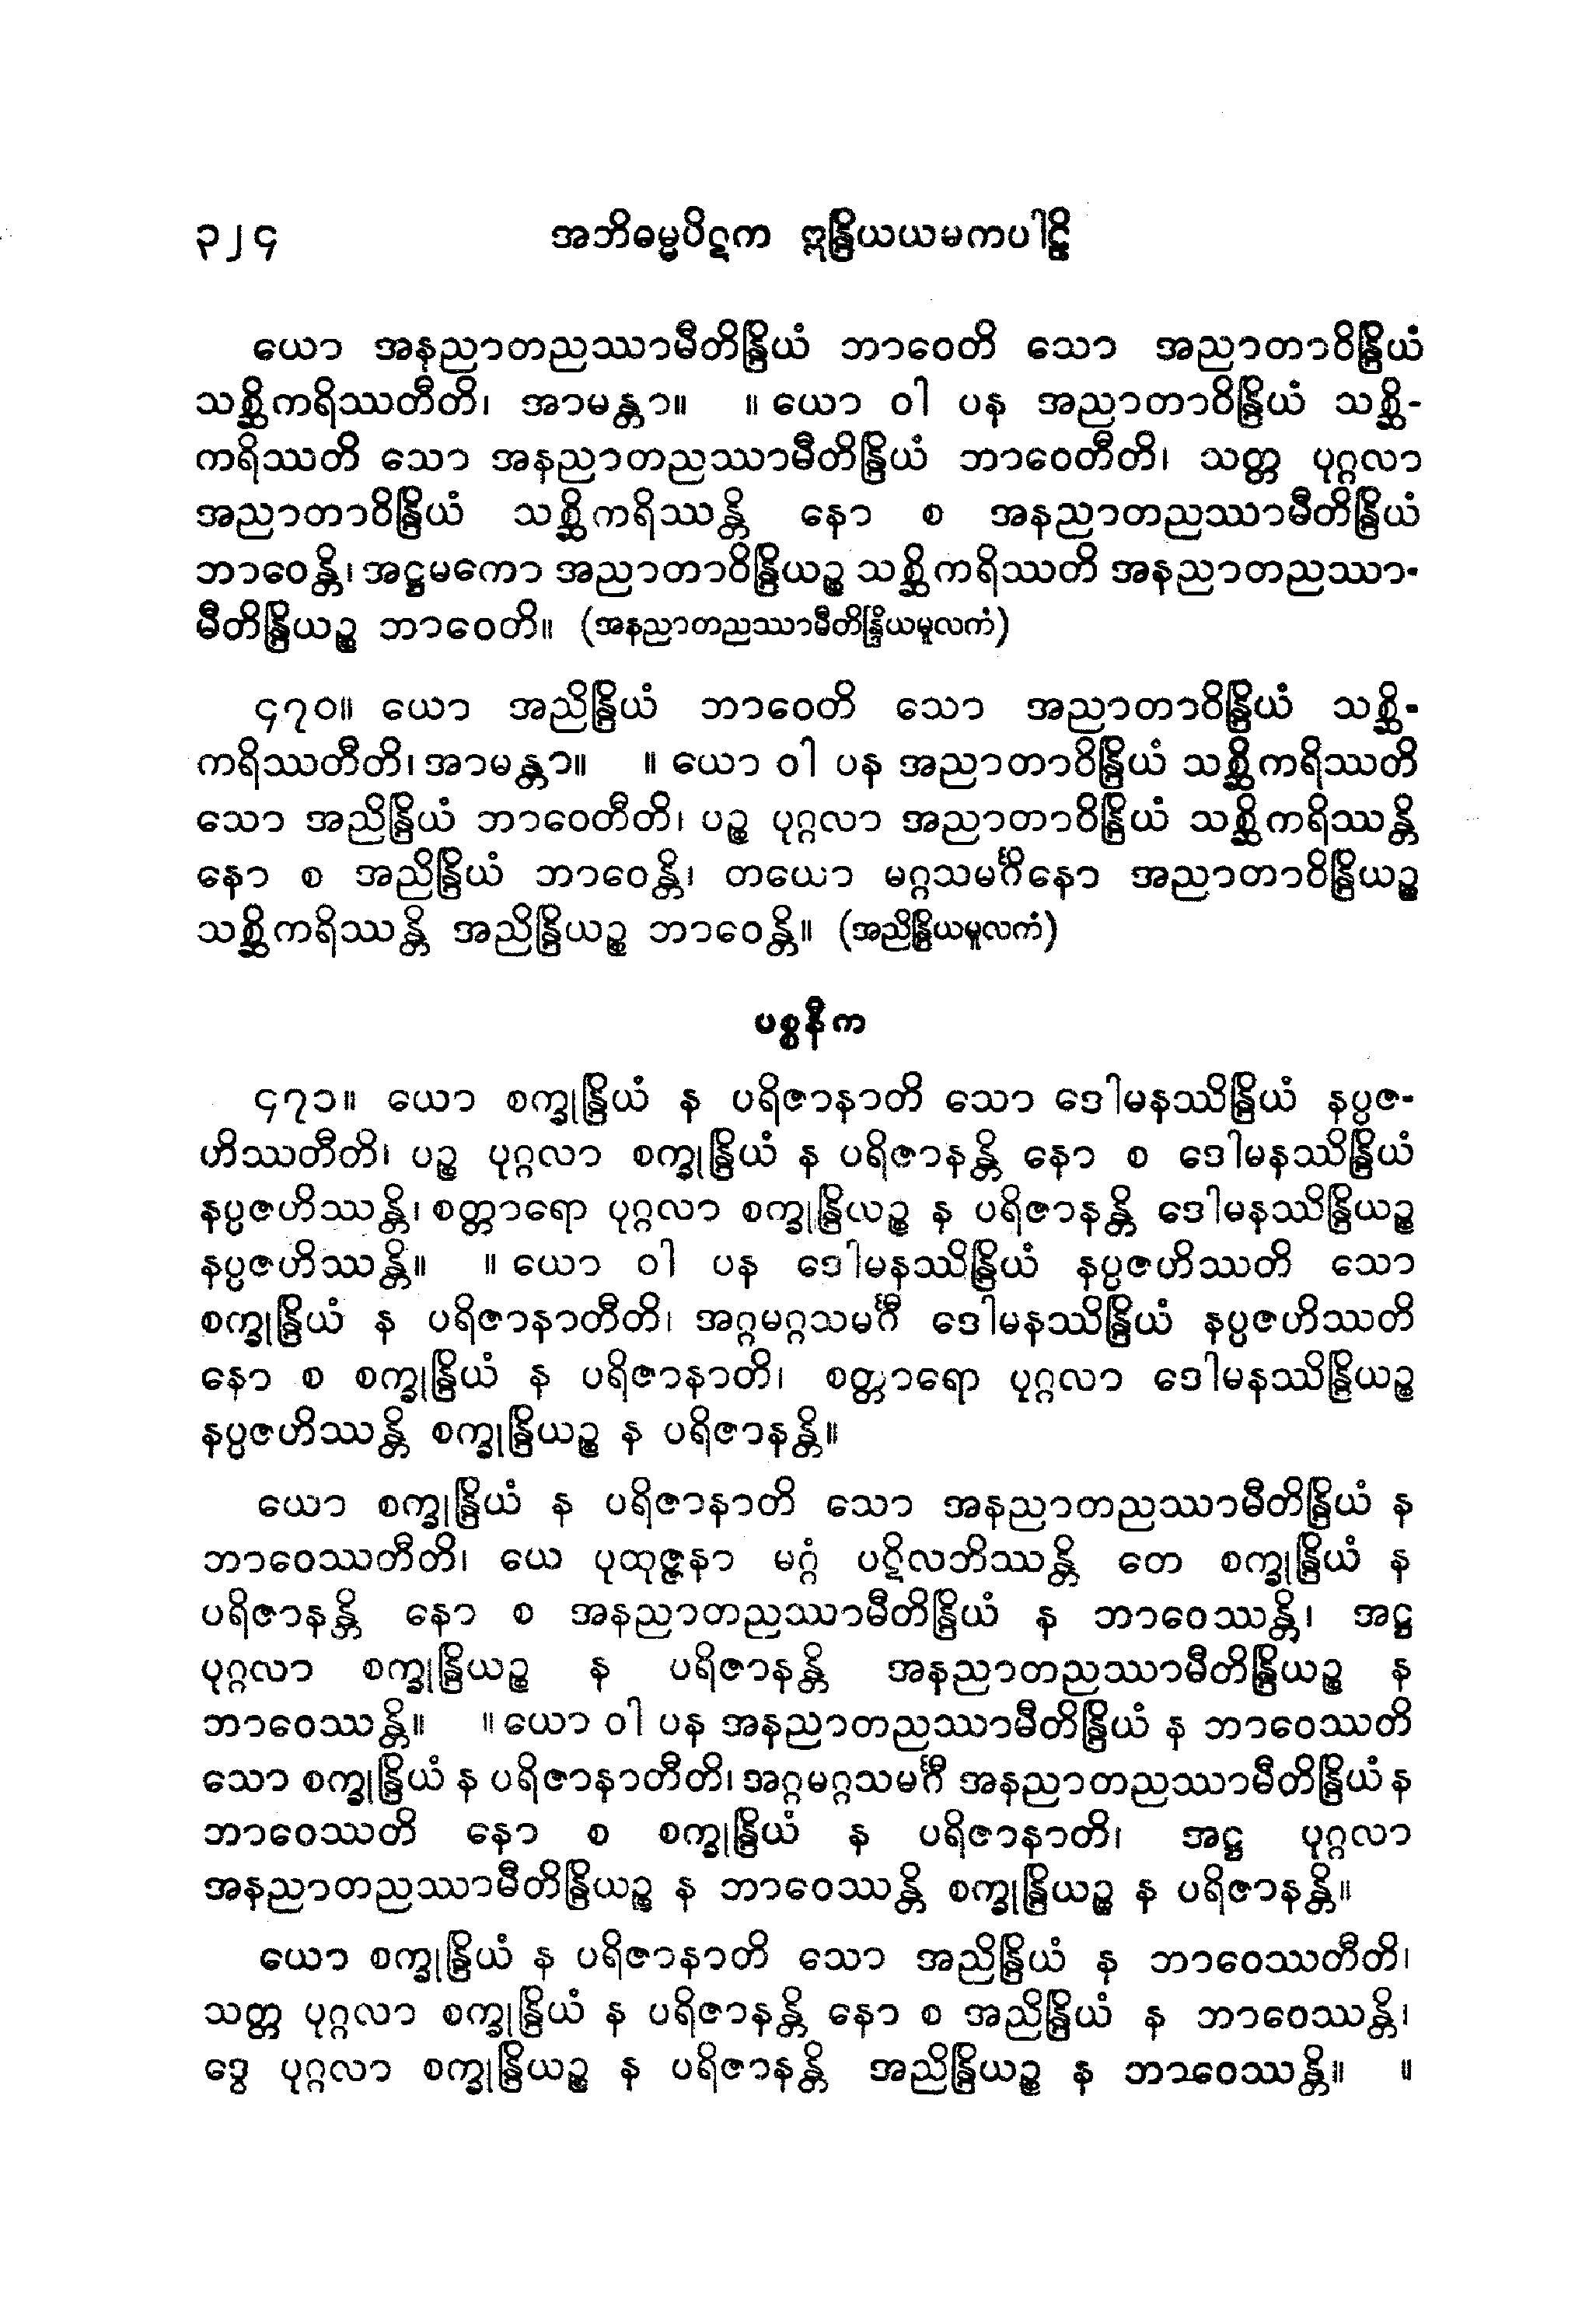 ၃၂၄ အဘိဓမ္မပိဋက ဣန္ဒြိယယမကပါဠိ
ယော အနညာတညဿာမီတိန္ဒြိယံ ဘာဝေတိ သော အညာတာဝိန္ဒြိယံ
သစ္ဆိကရိဿတီတိ၊ အာမန္တာ။ ။ ယော ဝါ ပန အညာတာဝိန္ဒြိယံ သစ္ဆိ-
ကရိဿတိ သော အနညာတညဿာမီတိန္ဒြိယံ ဘာဝေတီတိ၊ သတ္တ ပုဂ္ဂလာ
အညာတာဝိန္ဒြိယံ သစ္ဆိကရိဿန္တိ နော စ အနညာတညဿာမီတိန္ဒြိယံ
ဘာဝေန္တိ၊ အဋ္ဌမကော အညာတာဝိန္ဒြိယဉ္စ သစ္ဆိကရိဿတိ အနညာတညဿာ-
မီတိန္ဒြိယဉ္စ ဘာဝေတိ။ (အနညာတညဿာမီတိန္ဒြိယမူလကံ)
၄၇၀။ ယော အညိန္ဒြိယံ ဘာဝေတိ သော အညာတာဝိန္ဒြိယံ သစ္ဆိ-
ကရိဿတီတိ၊ အာမန္တာ။ ။ ယော ဝါ ပန အညာတာဝိန္ဒြိယံ သစ္ဆိကရိဿတိ
သော အညိန္ဒြိယံ ဘာဝေတီတိ၊ ပဉ္စ ပုဂ္ဂလာ အညာတာဝိန္ဒြိယံ သစ္ဆိကရိဿန္တိ
နော စ အညိန္ဒြိယံ ဘာဝေန္တိ၊ တယော မဂ္ဂသမင်္ဂိနော အညာတာဝိန္ဒြိယဉ္စ
သစ္ဆိကရိဿန္တိ အညိန္ဒြိယဉ္စ ဘာဝေန္တိ။ (အညိန္ဒြိယမူလကံ)
ပစ္စနီက
၄၇၁။ ယော စက္ခုန္ဒြိယံ န ပရိဇာနာတိ သော ဒေါမနဿိန္ဒြိယံ နပ္ပဇ-
ဟိဿတီတိ၊ ပဉ္စ ပုဂ္ဂလာ စက္ခုန္ဒြိယံ န ပရိဇာနန္တိ နော စ ဒေါမနဿိန္ဒြိယံ
နပ္ပဇဟိဿန္တိ၊ စတ္တာရော ပုဂ္ဂလာ စက္ခုန္ဒြိယဉ္စ န ပရိဇာနန္တိ ဒေါမနဿိန္ဒြိယဉ္စ
နပ္ပဇဟိဿန္တိ။ ။ ယော ဝါ ပန ဒေါမနဿိန္ဒြိယံ နပ္ပဇဟိဿတိ သော
စက္ခုန္ဒြိယံ န ပရိဇာနာတီတိ၊ အဂ္ဂမဂ္ဂသမင်္ဂီ ဒေါမနဿိန္ဒြိယံ နပ္ပဇဟိဿတိ
နော စ စက္ခုန္ဒြိယံ န ပရိဇာနာတိ၊ စတ္တာရော ပုဂ္ဂလာ ဒေါမနဿိန္ဒြိယဉ္စ
နပ္ပဇဟိဿန္တိ စက္ခုန္ဒြိယဉ္စ န ပရိဇာနန္တိ။
ယော စက္ခုန္ဒြိယံ န ပရိဇာနာတိ သော အနညာတညဿာမီတိန္ဒြိယံ န
ဘာဝေဿတီတိ၊ ယေ ပုထုဇ္ဇနာ မဂ္ဂံ ပဋိလဘိဿန္တိ တေ စက္ခုန္ဒြိယံ န
ပရိဇာနန္တိ နော စ အနညာတညဿာမီတိန္ဒြိယံ န ဘာဝေဿန္တိ၊ အဋ္ဌ
ပုဂ္ဂလာ စက္ခုန္ဒြိယဉ္စ န ပရိဇာနန္တိ အနညာတညဿာမီတိန္ဒြိယဉ္စ န
ဘာဝေဿန္တိ။ ။ ယော ဝါ ပန အနညာတညဿာမီတိန္ဒြိယံ န ဘာဝေဿတိ
သော စက္ခုန္ဒြိယံ န ပရိဇာနာတီတိ၊ အဂ္ဂမဂ္ဂသမင်္ဂီ အနညာတညဿာမီတိန္ဒြိယံ န
ဘာဝေဿတိ နော စ စက္ခုန္ဒြိယံ န ပရိဇာနာတိ၊ အဋ္ဌ ပုဂ္ဂလာ
အနညာတညဿာမီတိန္ဒြိယဉ္စ န ဘာဝေဿန္တိ စက္ခုန္ဒြိယဉ္စ န ပရိဇာနန္တိ။
ယော စက္ခုန္ဒြိယံ န ပရိဇာနာတိ သော အညိန္ဒြိယံ န ဘာဝေဿတီတိ၊
သတ္တ ပုဂ္ဂလာ စက္ခုန္ဒြိယံ န ပရိဇာနန္တိ နော စ အညိန္ဒြိယံ န ဘာဝေဿန္တိ၊
ဒွေ ပုဂ္ဂလာ စက္ခုန္ဒြိယဉ္စ န ပရိဇာနန္တိ အညိန္ဒြိယဉ္စ န ဘာဝေဿန္တိ။ ။